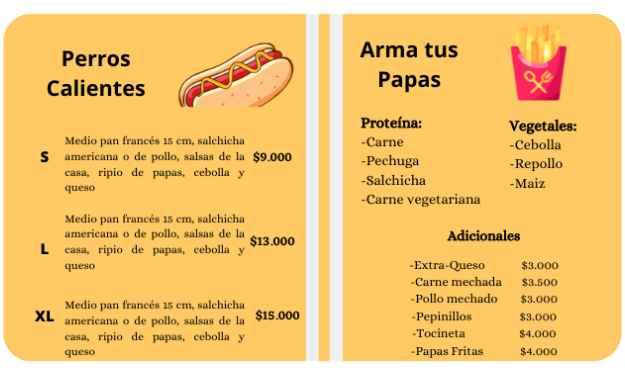 Perros
Calientes
S
Medio pan francés 15 cm, salchicha
americana o de pollo, salsas de la
casa, ripio de papas, cebolla y
queso
$9.000
L
Medio pan francés 15 cm, salchicha
americana o de pollo, salsas de la
casa, ripio de papas, cebolla y
queso
$13.000
XL
Medio pan francés 15 cm, salchicha
americana o de pollo, salsas de la
casa, ripio de papas, cebolla y
queso
$15.000
Arma tus
Papas
Proteína:
-Carne
-Pechuga
-Salchicha
-Carne vegetariana
Vegetales:
-Cebolla
-Repollo
-Maiz
Adicionales
-Extra-Queso $3.000
-Carne mechada $3.500
-Pollo mechado $3.000
-Pepinillos $3.000
-Tocineta $4.000
-Papas Fritas $4.000